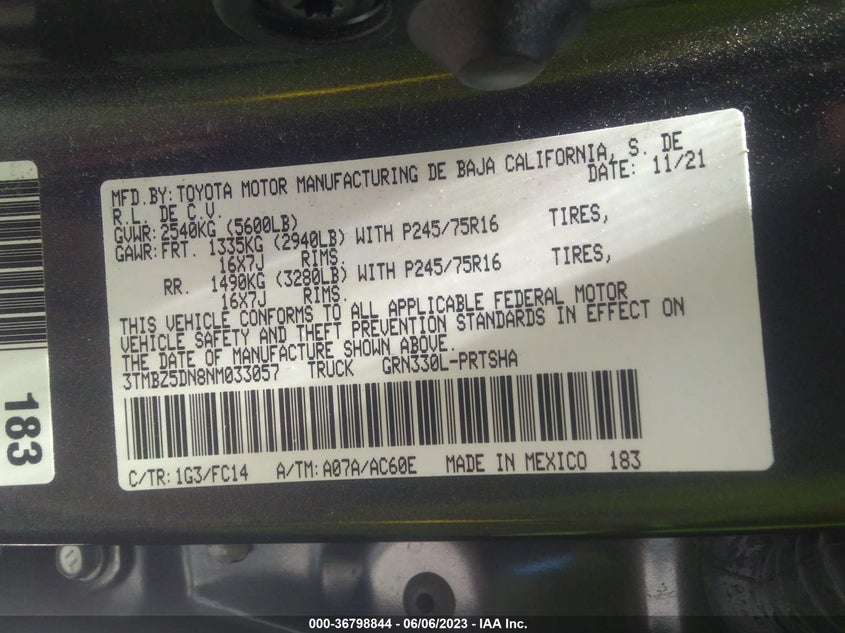 MFD.BY:TOYOTA MOTOR MANUFACTURING DE BAJA CALIFORNIA, S. DE
R.L. DE C.V. DATE: 11/21
GVWR:2540KG (5600LB)
GAWR:FRT. 1335KG (2940LB) WITH P245/75R16 TIRES,
16X7J RIMS.
RR. 1490KG (3280LB) WITH P245/75R16 TIRES,
16X7J RIMS.
THIS VEHICLE CONFORMS TO ALL APPLICABLE FEDERAL MOTOR
VEHICLE SAFETY AND THEFT PREVENTION STANDARDS IN EFFECT ON
THE DATE OF MANUFACTURE SHOWN ABOVE.
3TMBZ5DN8NM033057 TRUCK GRN330L-PRTSHA
C/TR:1G3/FC14 A/TM:A07A/AC60E MADE IN MEXICO 183
183
000-36798844 - 06/06/2023 - IAA Inc.